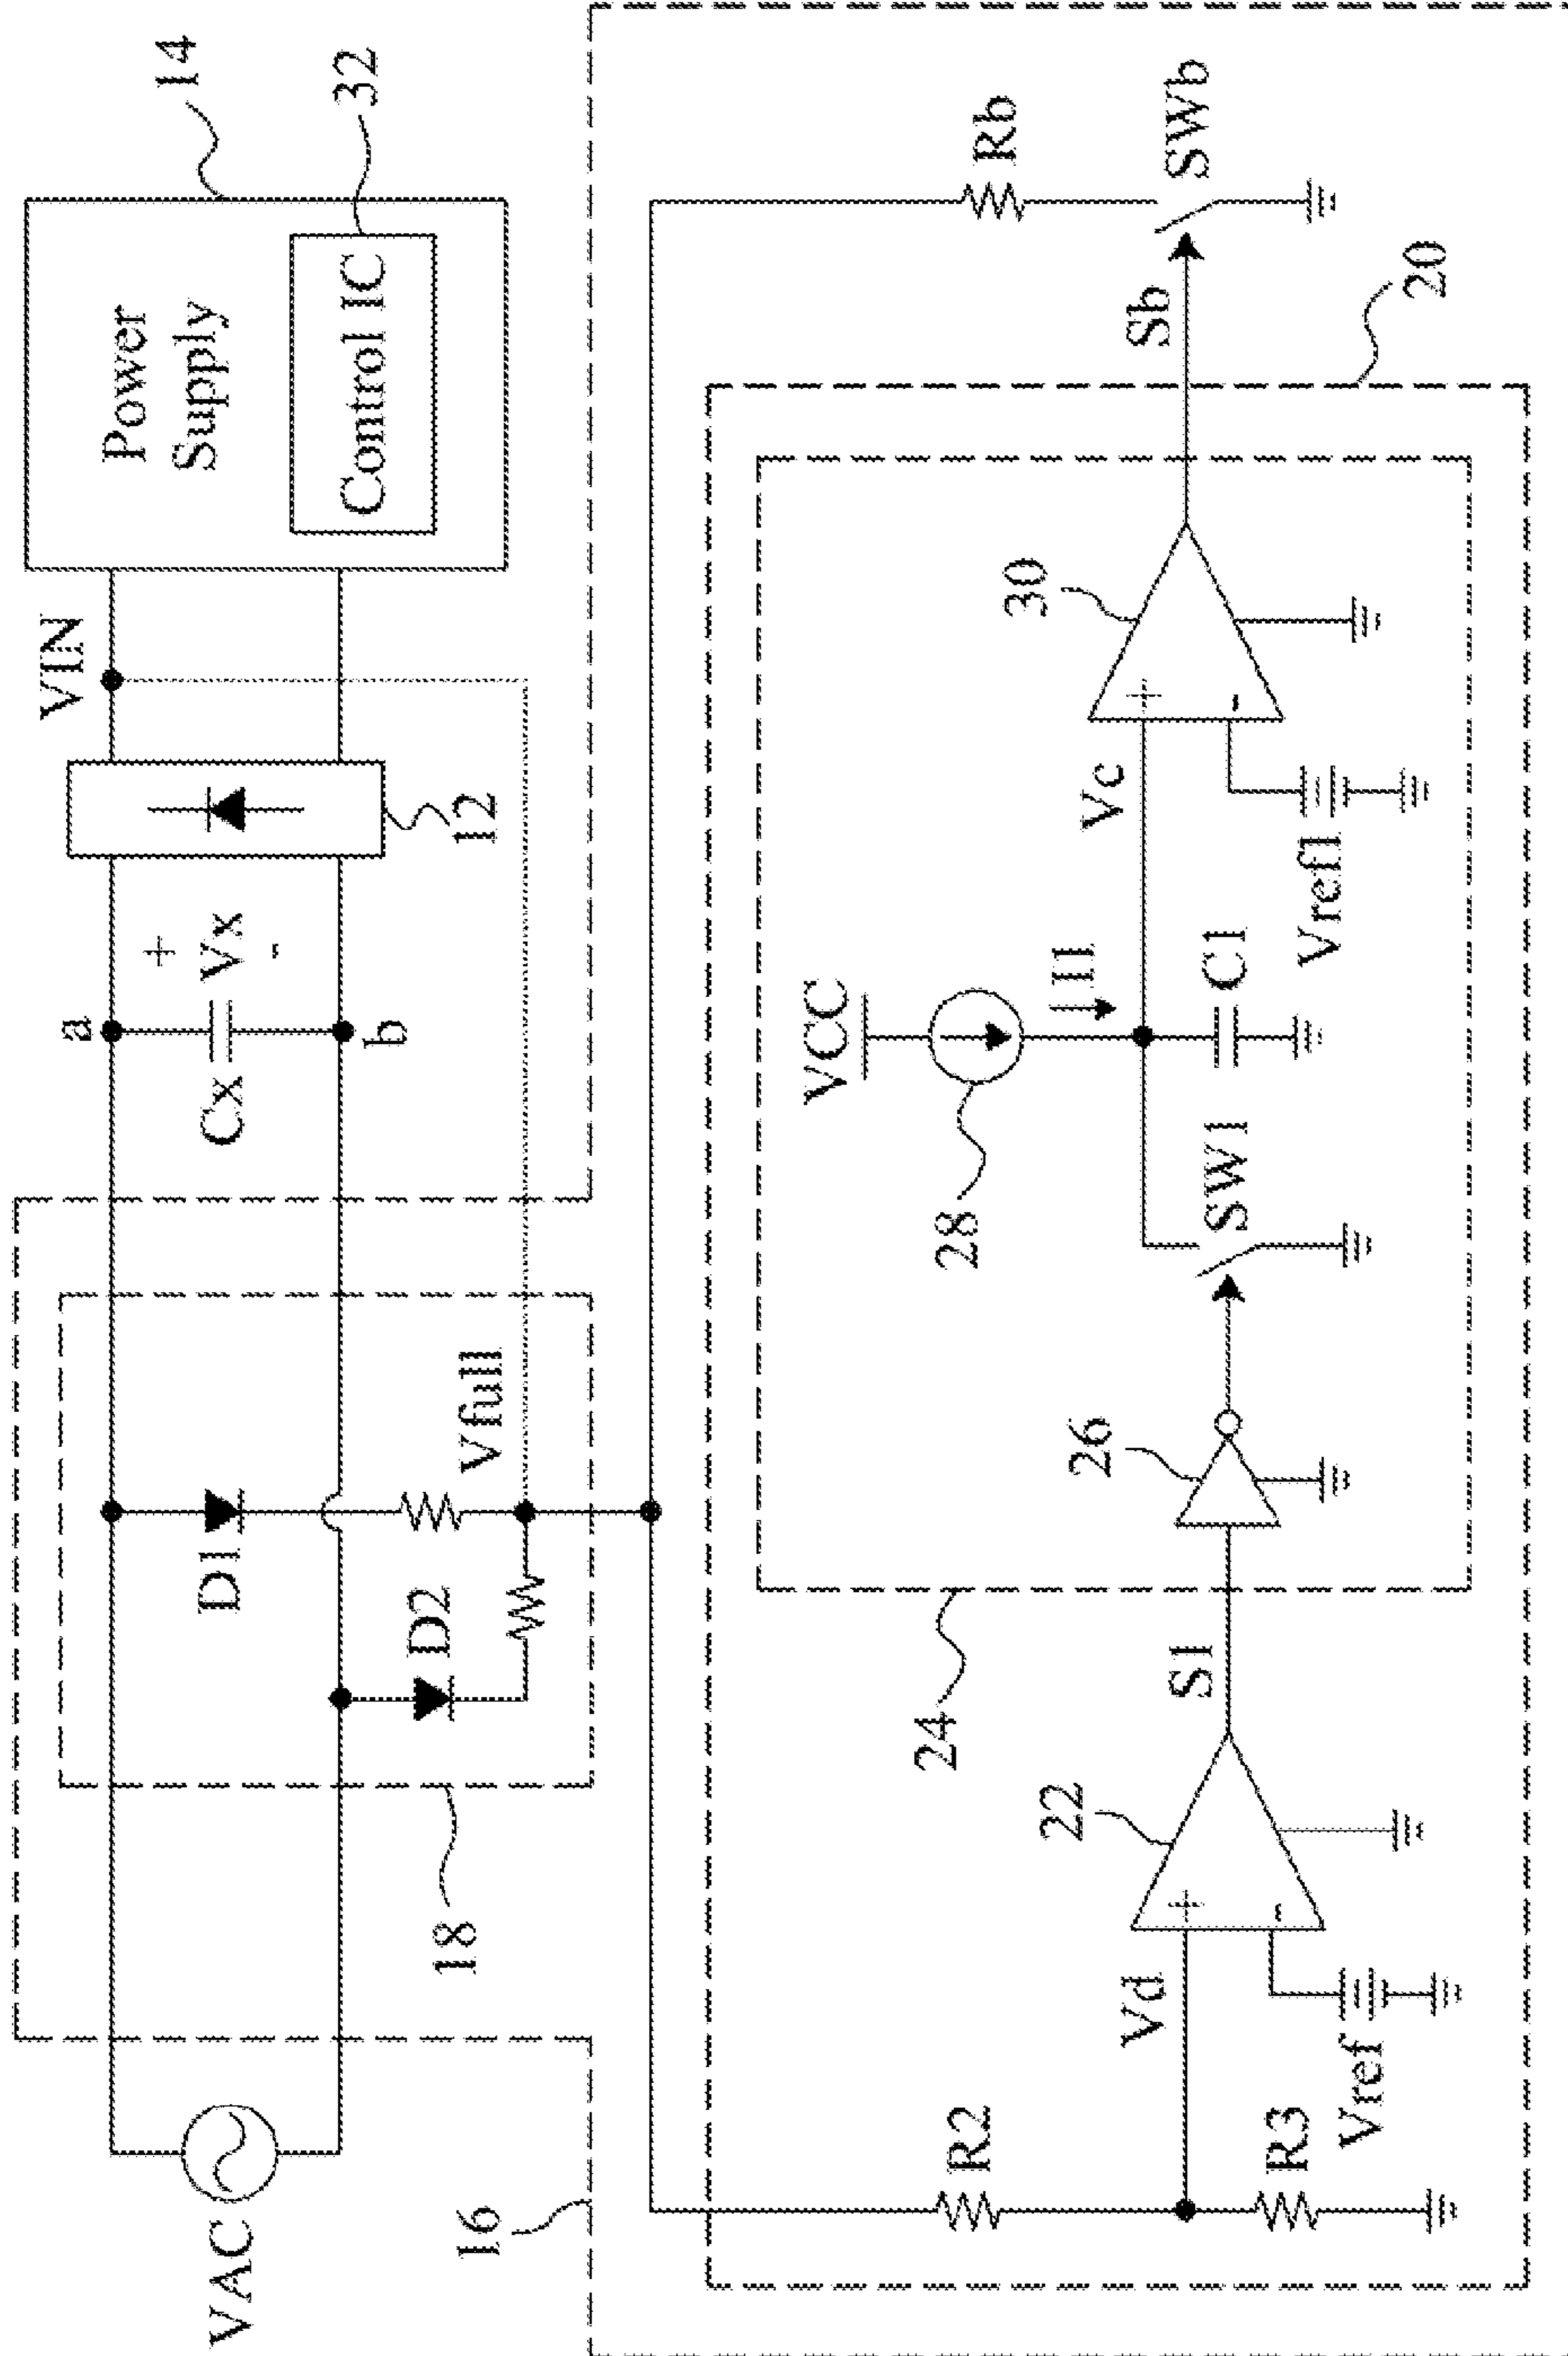 VAC
16
18
D1
D2
Vfull
a
Cx
+
Vx
-
b
12
VIN
Power
Supply
Control IC
14
32
R2
R3
Vd
Vref
+
-
22
S1
24
26
SW1
28
VCC
I1
C1
Vc
Vref1
+
-
30
Sb
20
Rb
SWb